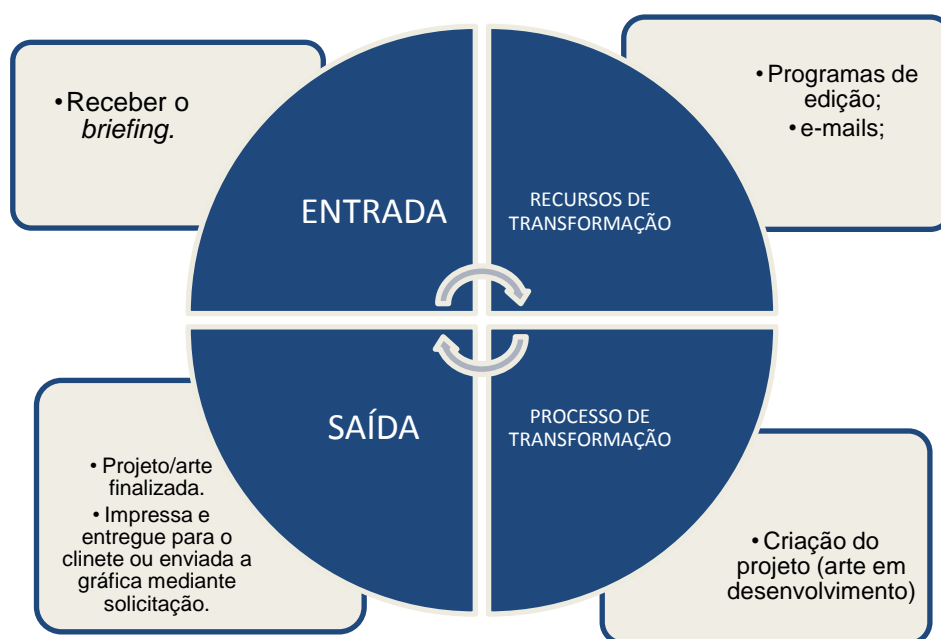 •Receber o
briefing.
ENTRADA
RECURSOS DE
TRANSFORMAÇÃO
•Programas de
edição;
•e-mails;
SAÍDA
PROCESSO DE
TRANSFORMAÇÃO
• Projeto/arte
finalizada.
• Impressa e
entregue para o
clinete ou enviada a
gráfica mediante
solicitação.
•Criação do
projeto (arte em
desenvolvimento)